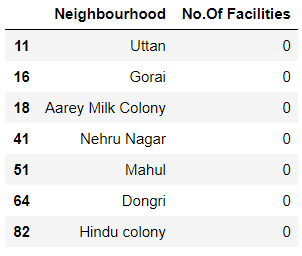 Neighbourhood No.Of Facilities
11 Uttan 0
16 Gorai 0
18 Aarey Milk Colony 0
41 Nehru Nagar 0
51 Mahul 0
64 Dongri 0
82 Hindu colony 0